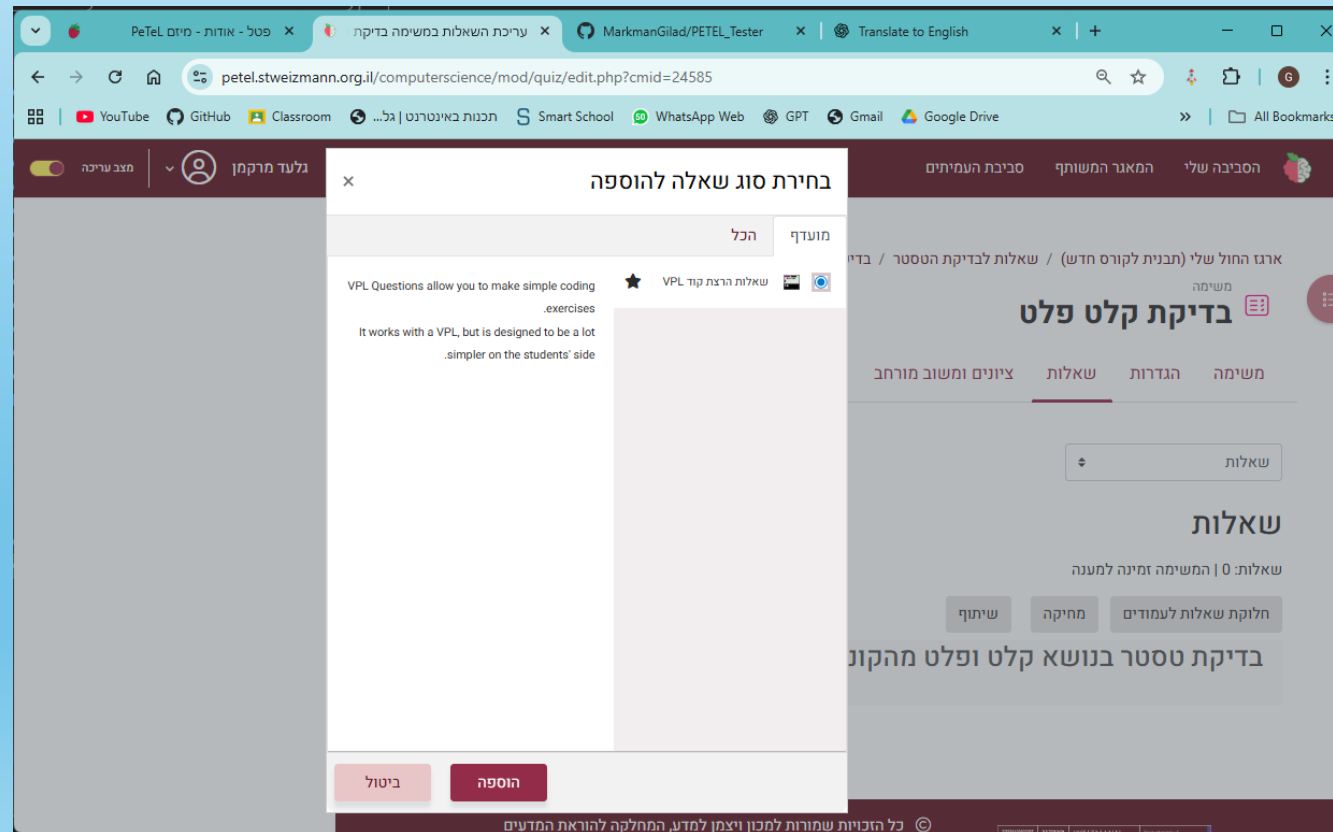 PeTeL פטל - אודות - מיזם
עריכת השאלות במשימה בדיקת
MarkmanGilad/PETEL_Tester
Translate to English
petel.stweizmann.org.il/computerscience/mod/quiz/edit.php?cmid=24585
G
YouTube
GitHub
Classroom
תכנות באינטרנט | גל...
Smart School
WhatsApp Web
GPT
Gmail
Google Drive
All Bookmarks
הסביבה שלי
המאגר המשותף
סביבת העמיתים
גלעד מרקמן
מצב עריכה
ארגז החול שלי (תבנית לקורס חדש) / שאלות לבדיקת הטסטר /
משימה
בדיקת קלט פלט
משימה
הגדרות
שאלות
ציונים ומשוב מורחב
שאלות
שאלות
שאלות: 0 | המשימה זמינה למענה
חלוקת שאלות לעמודים
מחיקה
שיתוף
בדיקת טסטר בנושא קלט ופלט
בחירת סוג שאלה להוספה
×
מועדף
הכל
שאלות הרצת קוד VPL
VPL Questions allow you to make simple coding
.exercises
It works with a VPL, but is designed to be a lot
.simpler on the students' side
הוספה
ביטול
© כל הזכויות שמורות למכון ויצמן למדע, המחלקה להוראת המדעים